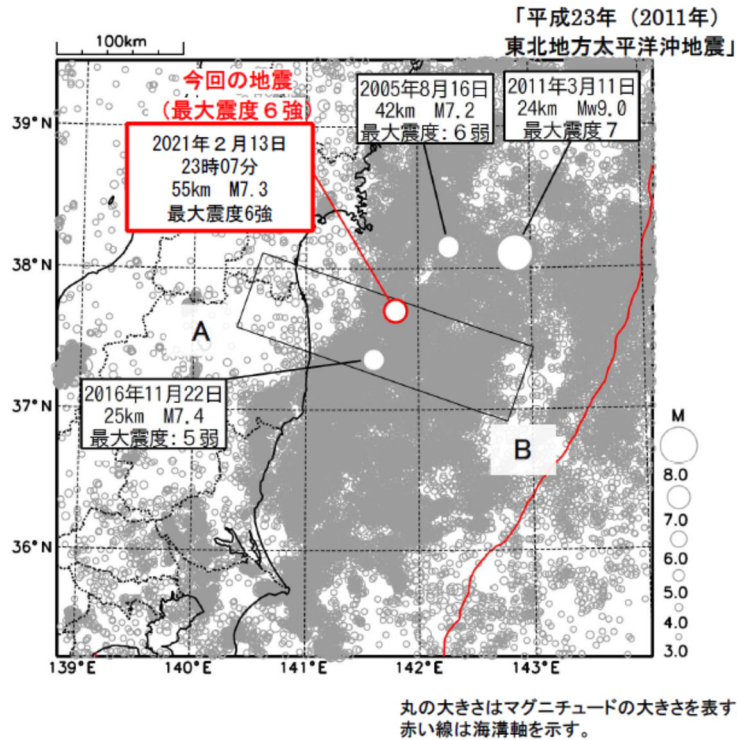 「平成23年（2011年）
東北地方太平洋沖地震」
100km
今回の地震
（最大震度６強）
2021年２月13日
23時07分
55km M7.3
最大震度6強
2005年8月16日
42km M7.2
最大震度:６弱
2011年3月11日
24km Mw9.0
最大震度７
39°N
38°N
37°N
36°N
A
B
2016年11月22日
25km M7.4
最大震度:５弱
M
8.0
7.0
6.0
5.0
4.0
3.0
139°E
140°E
141°E
142°E
143°E
丸の大きさはマグニチュードの大きさを表す
赤い線は海溝軸を示す。